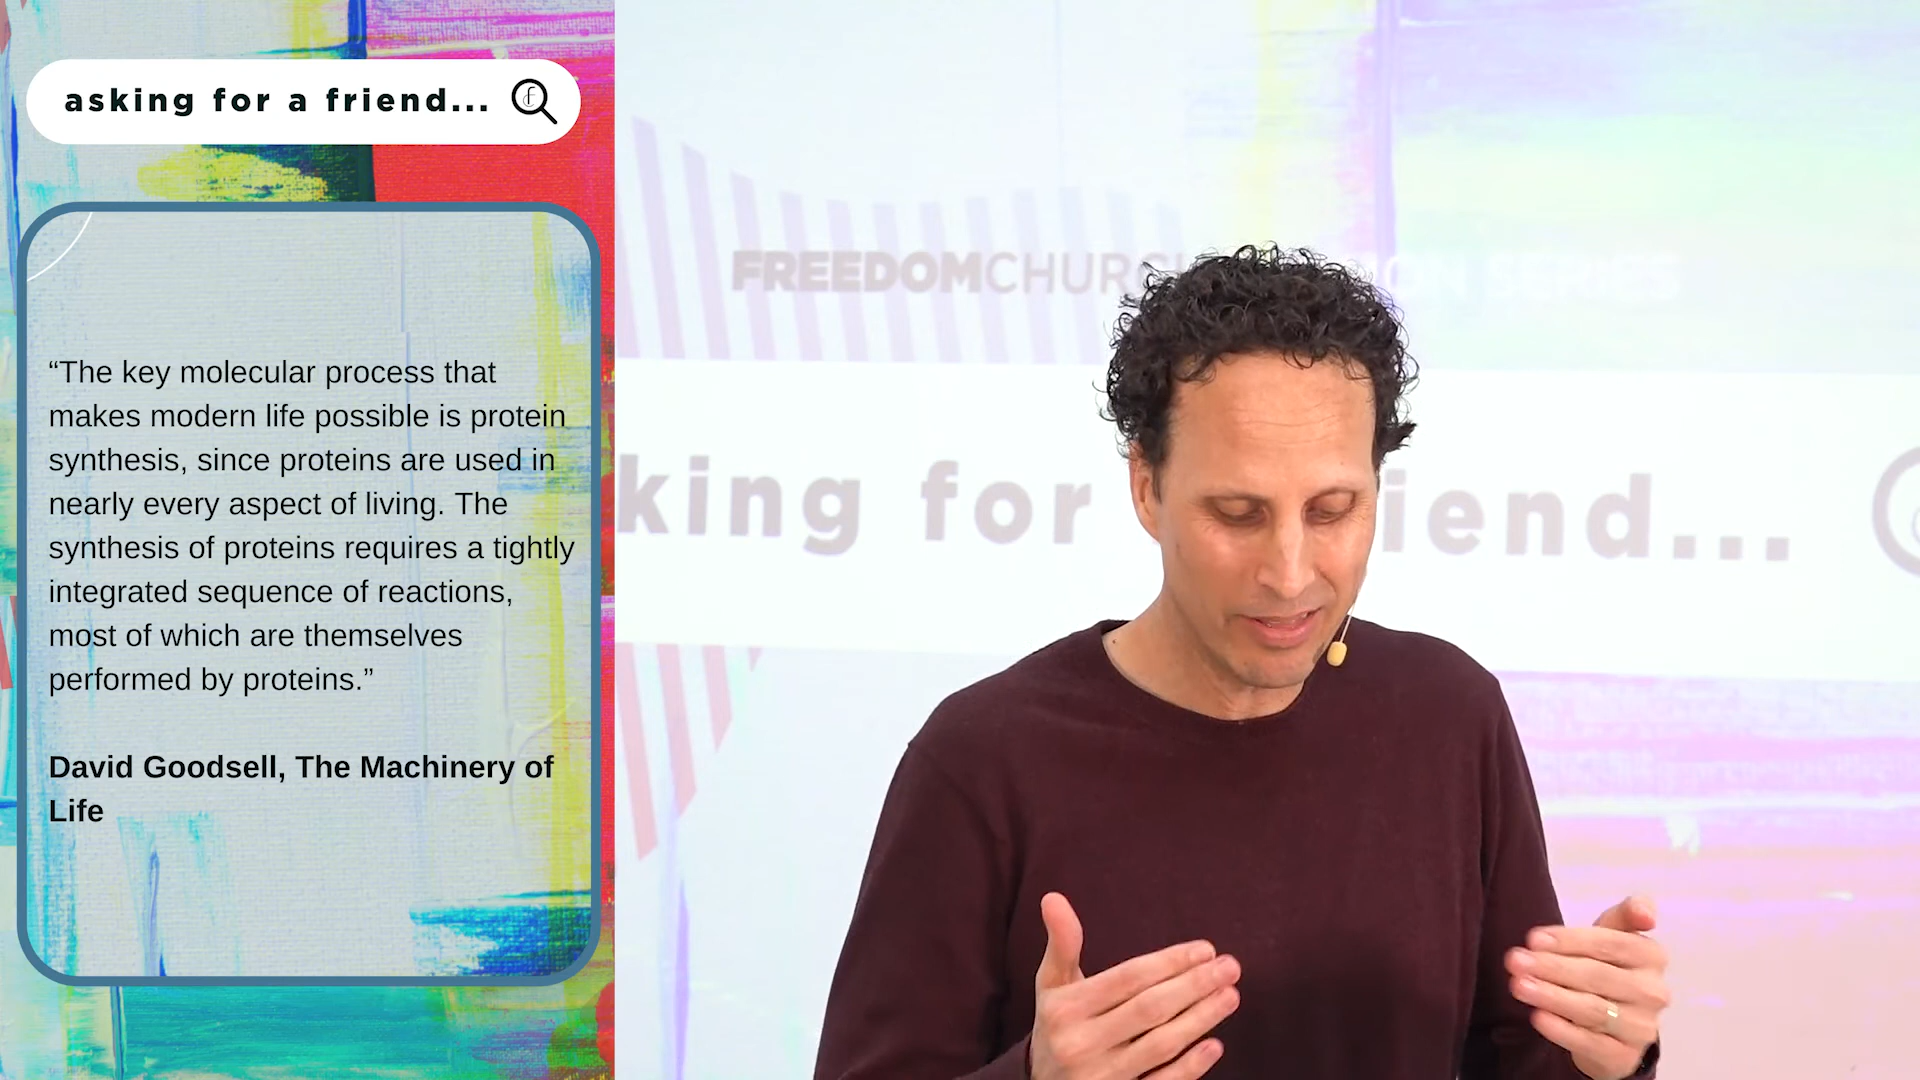 asking for a friend...
“The key molecular process that
makes modern life possible is protein
synthesis, since proteins are used in
nearly every aspect of living. The
synthesis of proteins requires a tightly
integrated sequence of reactions,
most of which are themselves
performed by proteins.”
David Goodsell, The Machinery of
Life
FREEDOMCHURC
king for iend...